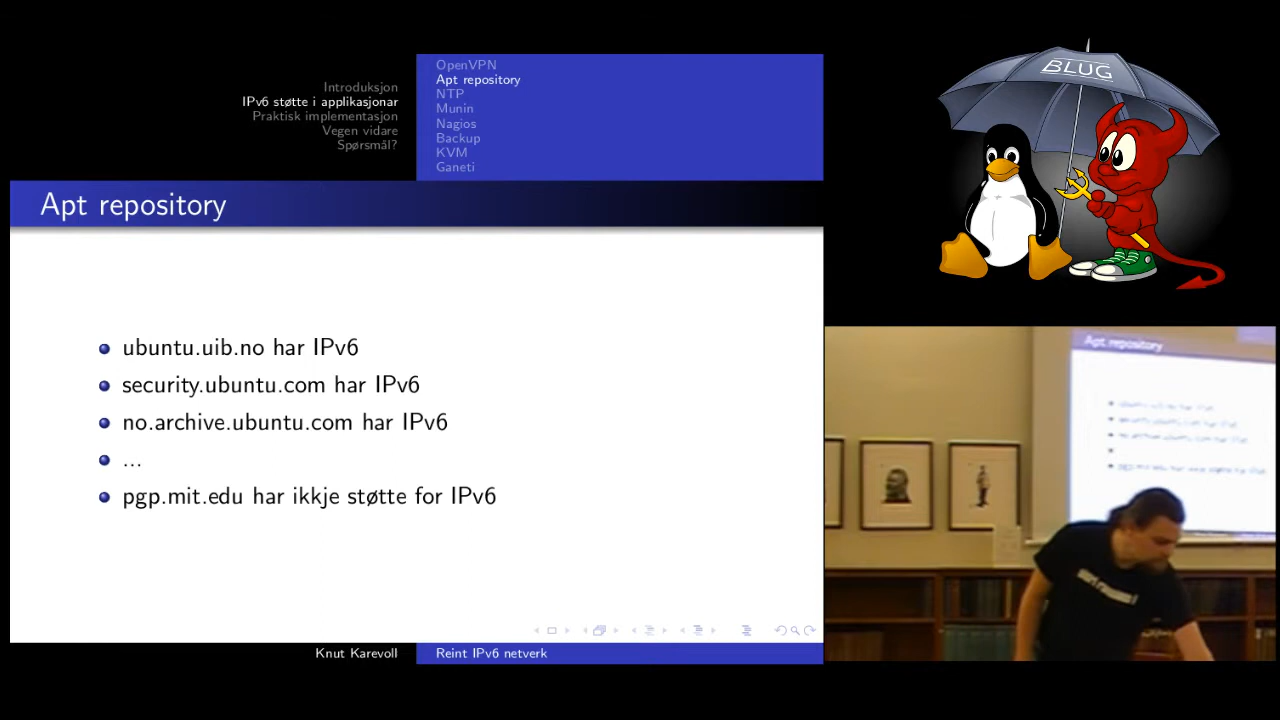 Introduksjon
IPv6 støtte i applikasjonar
Praktisk implementasjon
Vegen vidare
Spørsmål?
OpenVPN
Apt repository
NTP
Munin
Nagios
Backup
KVM
Ganeti
Apt repository
ubuntu.uib.no har IPv6
security.ubuntu.com har IPv6
no.archive.ubuntu.com har IPv6
...
pgp.mit.edu har ikkje støtte for IPv6
Knut Karevoll
Reint IPv6 netverk
BLUG
Apt repository